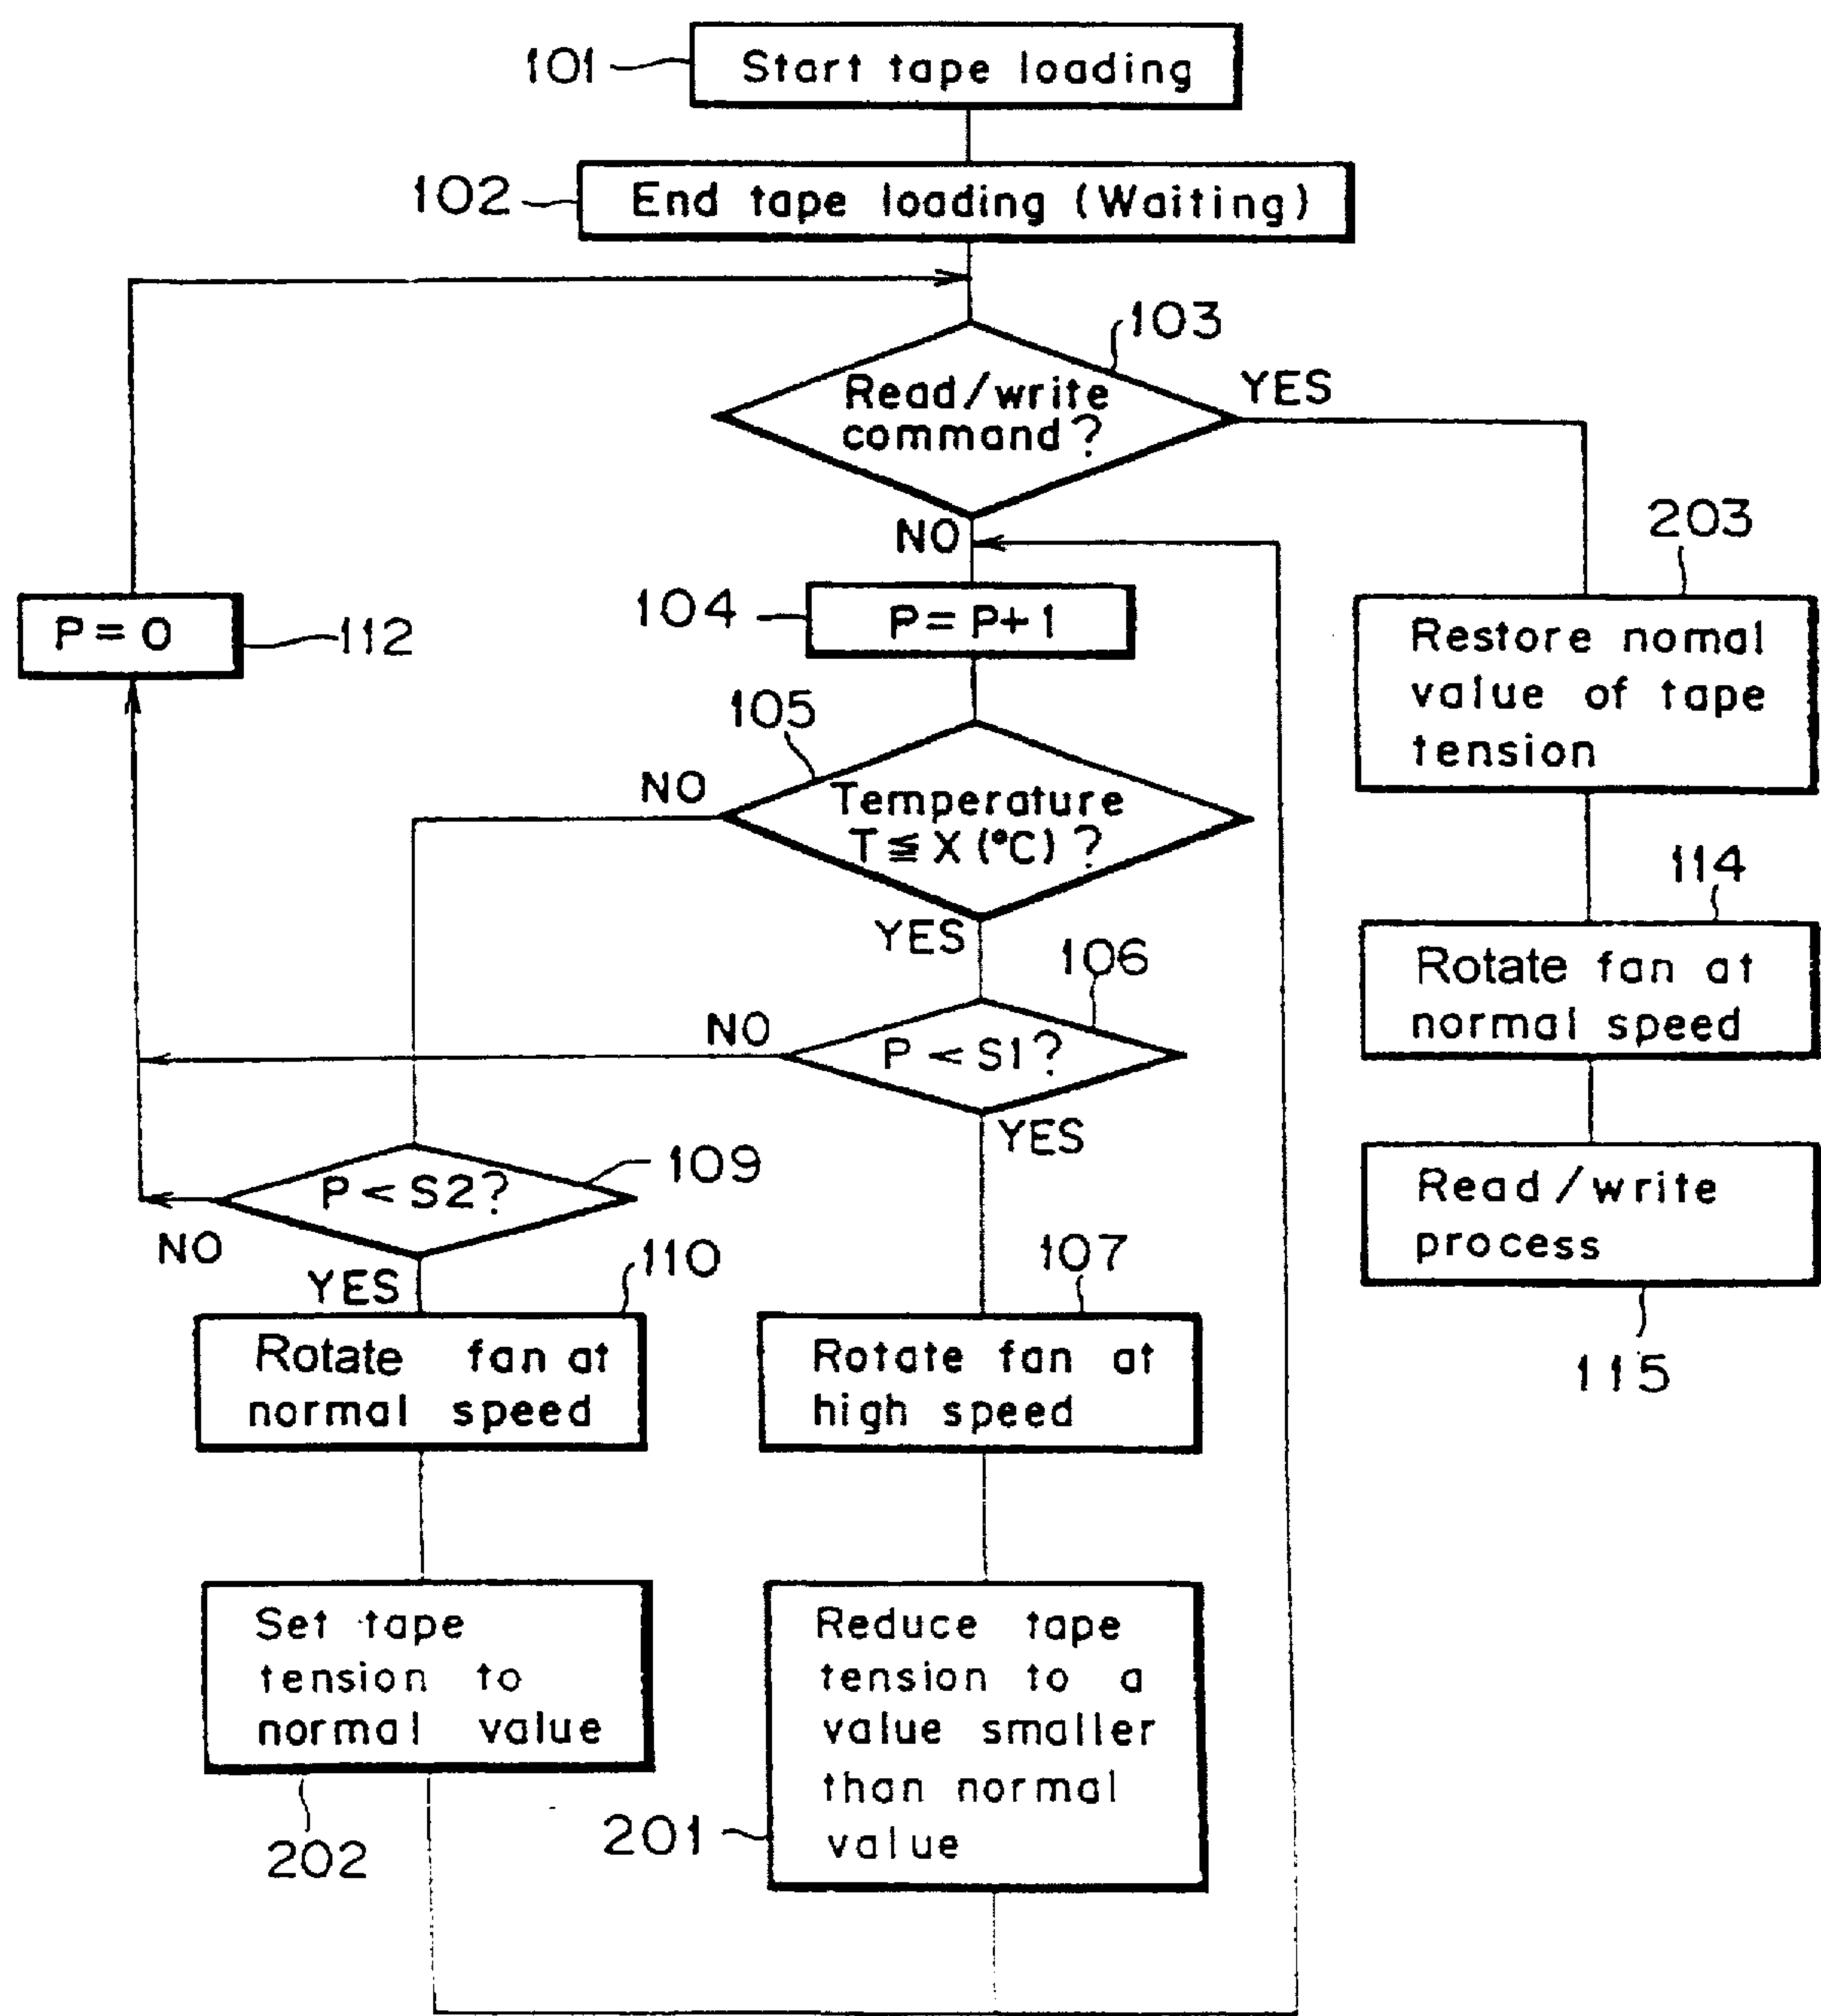 101
Start tape loading
102
End tape loading (Waiting)
103
Read/write
command?
YES
NO
203
Restore nomal
value of tape
tension
104
P = P+1
P = 0
112
105
Temperature
T ≦ X (°C) ?
NO
YES
114
Rotate fan at
normal speed
106
P < S1?
NO
YES
109
P < S2?
NO
YES
Read/write
process
115
110
Rotate fan at
normal speed
107
Rotate fan at
high speed
Set tape
tension to
normal value
202
Reduce tape
tension to a
value smaller
than normal
value
201